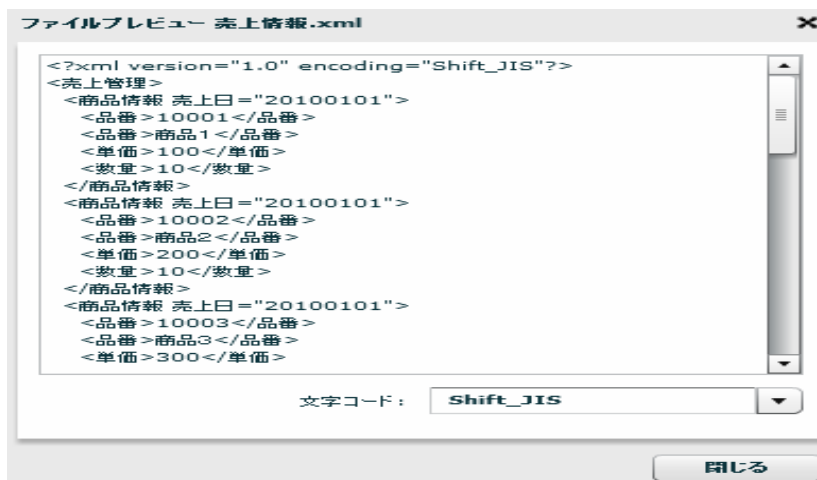 ファイルプレビュー 売上情報.xml
<?xml version="1.0" encoding="Shift_JIS"?>
<売上管理>
<商品情報 売上日="20100101">
<品番>10001</品番>
<品番>商品1</品番>
<単価>100</単価>
<数量>10</数量>
</商品情報>
<商品情報 売上日="20100101">
<品番>10002</品番>
<品番>商品2</品番>
<単価>200</単価>
<数量>10</数量>
</商品情報>
<商品情報 売上日="20100101">
<品番>10003</品番>
<品番>商品3</品番>
<単価>300</単価>
文字コード: Shift_JIS
閉じる